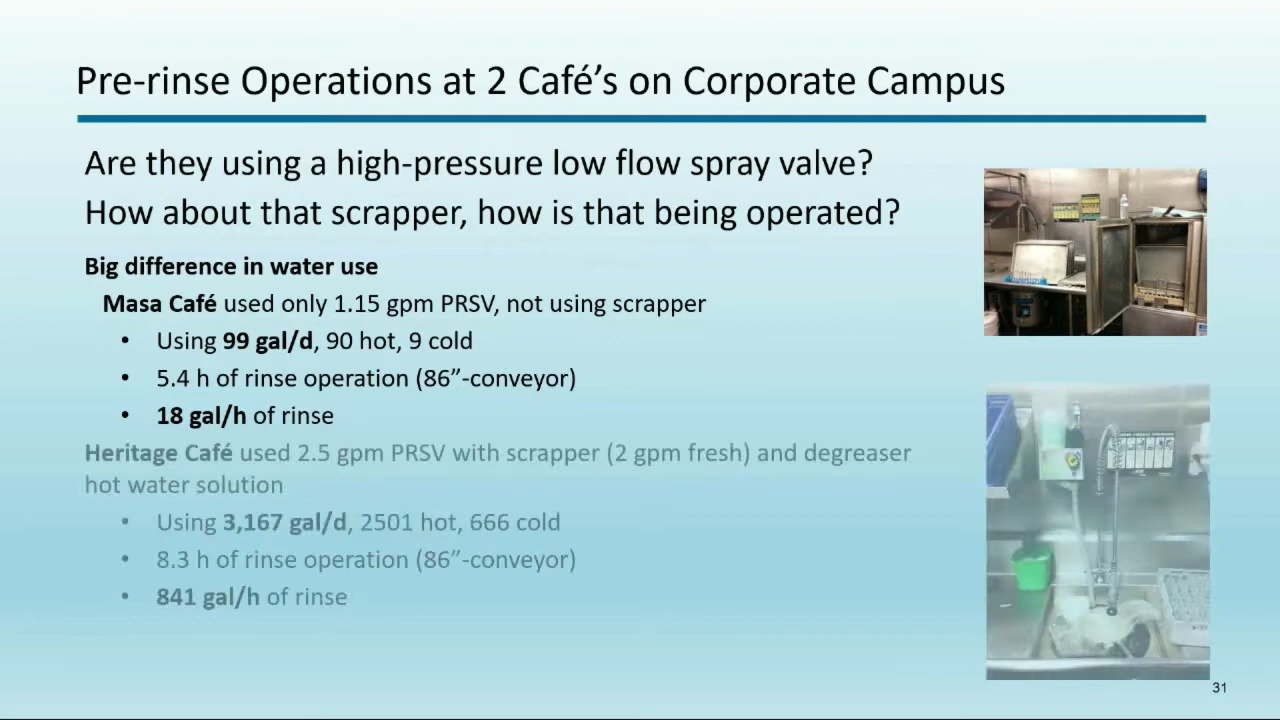 Pre-rinse Operations at 2 Café’s on Corporate Campus
Are they using a high-pressure low flow spray valve?
How about that scrapper, how is that being operated?
Big difference in water use
Masa Café used only 1.15 gpm PRSV, not using scrapper
• Using 99 gal/d, 90 hot, 9 cold
• 5.4 h of rinse operation (86”-conveyor)
• 18 gal/h of rinse
Heritage Café used 2.5 gpm PRSV with scrapper (2 gpm fresh) and degreaser
hot water solution
• Using 3,167 gal/d, 2501 hot, 666 cold
• 8.3 h of rinse operation (86”-conveyor)
• 841 gal/h of rinse
31